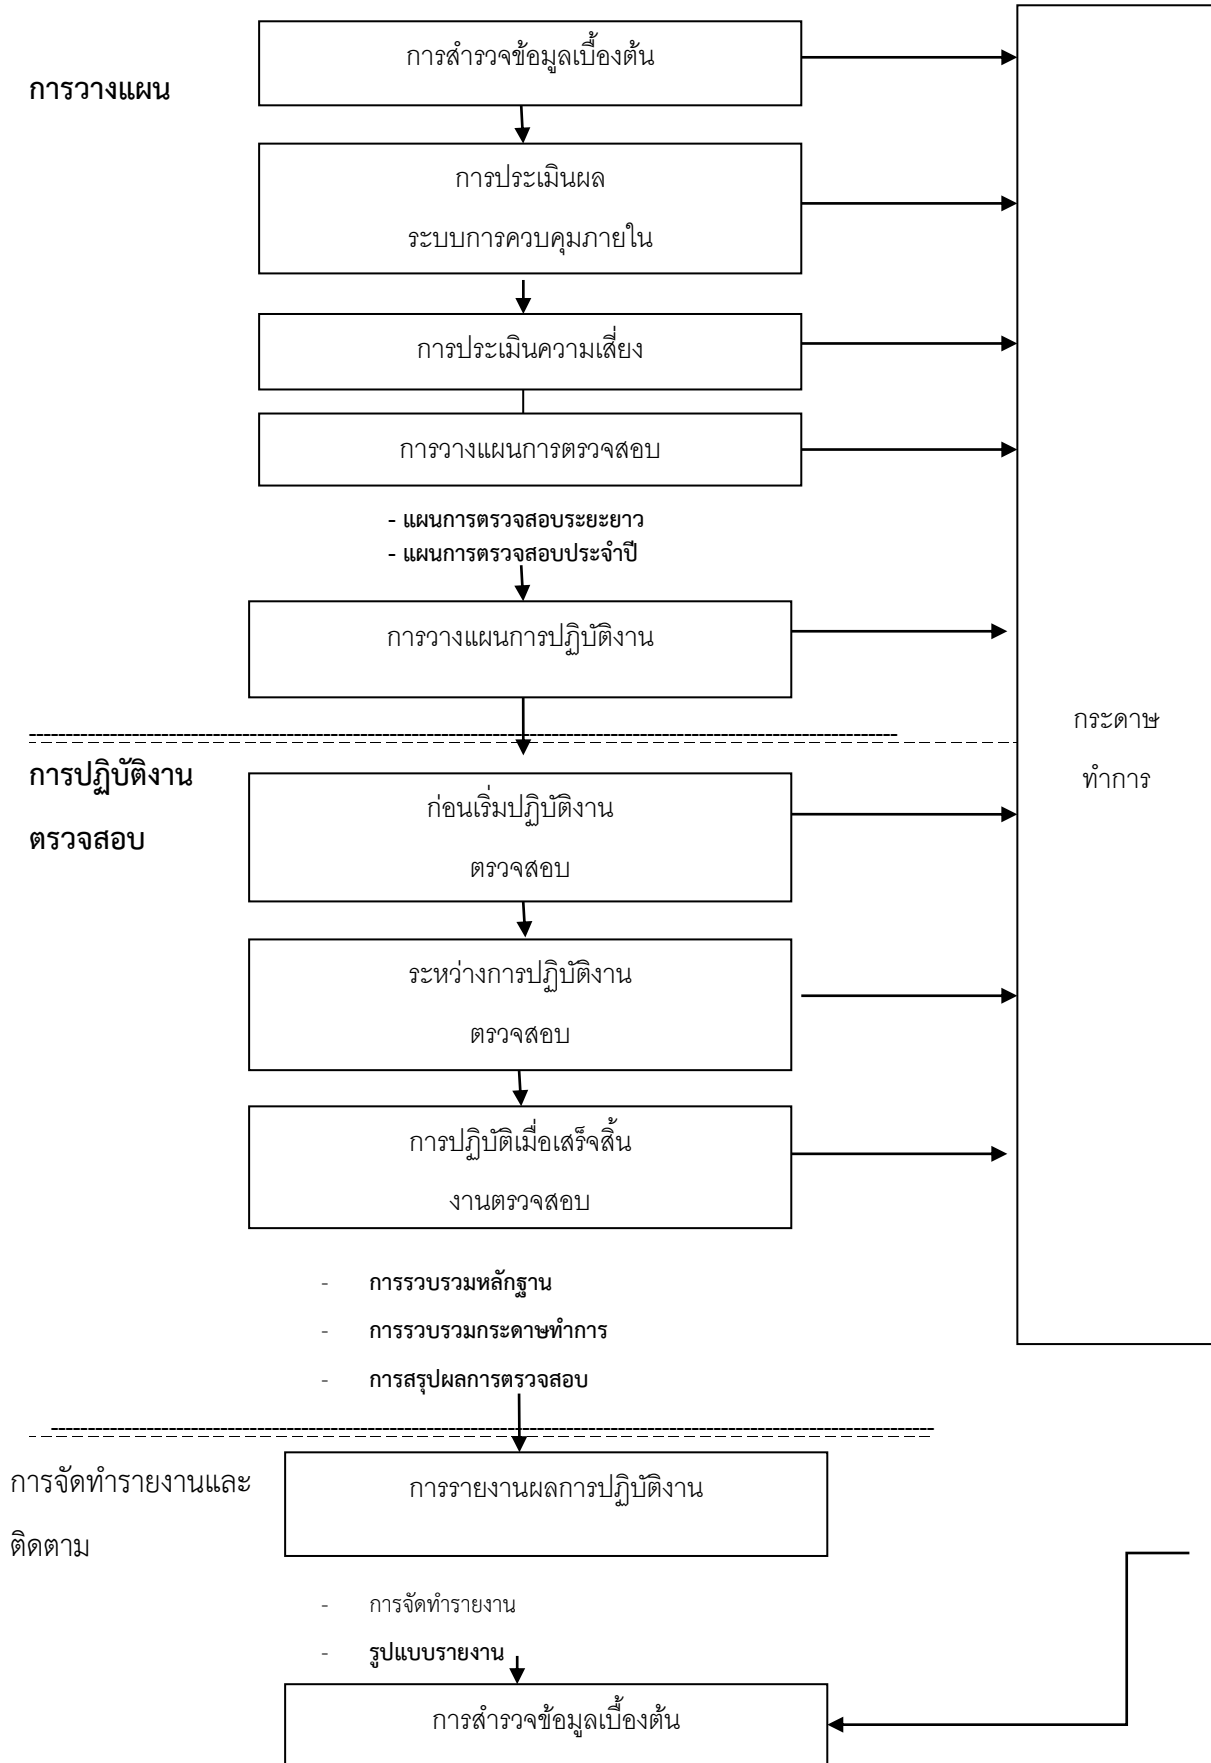 การสำรวจข้อมูลเบื้องต้น
การวางแผน
การประเมินผล
ระบบการควบคุมภายใน
การประเมินความเสี่ยง
การวางแผนการตรวจสอบ
- แผนการตรวจสอบระยะยาว
- แผนการตรวจสอบประจำปี
การวางแผนการปฏิบัติงาน
กระดาษ
ทำการ
การปฏิบัติงาน
ตรวจสอบ
ก่อนเริ่มปฏิบัติงาน
ตรวจสอบ
ระหว่างการปฏิบัติงาน
ตรวจสอบ
การปฏิบัติเมื่อเสร็จสิ้น
งานตรวจสอบ
- การรวบรวมหลักฐาน
- การรวบรวมกระดาษทำการ
- การสรุปผลการตรวจสอบ
การจัดทำรายงานและ
ติดตาม
การรายงานผลการปฏิบัติงาน
- การจัดทำรายงาน
- รูปแบบรายงาน
การสำรวจข้อมูลเบื้องต้น